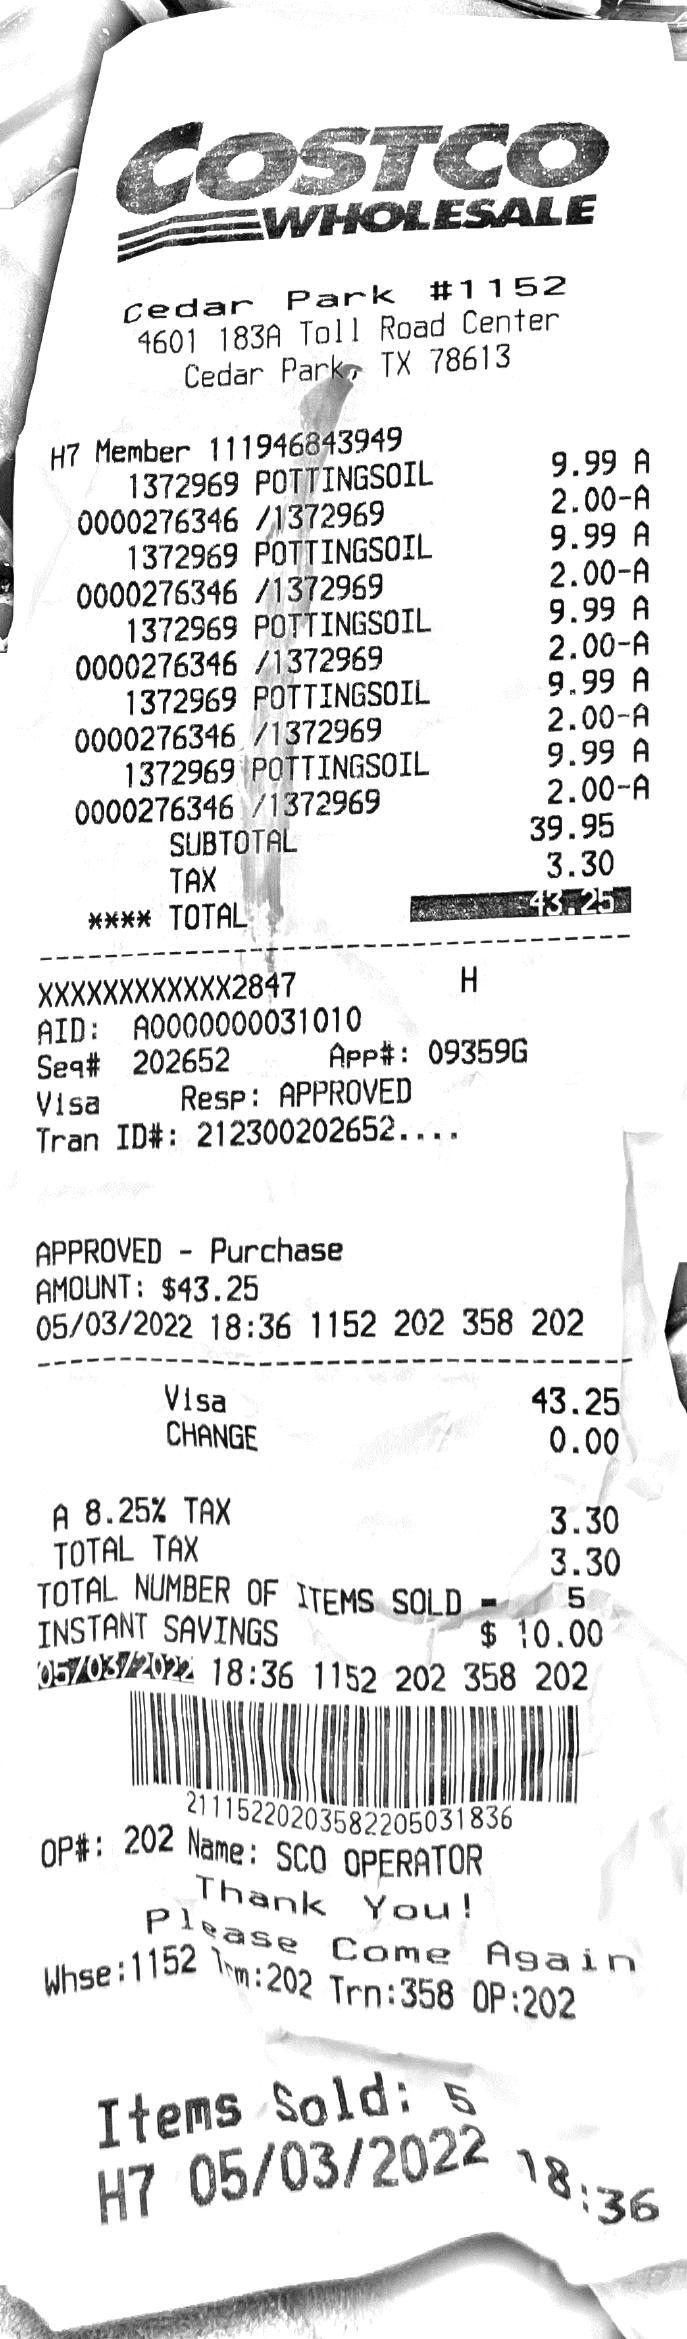 COSTCO
WHOLESALE
Cedar Park #1152
4601 183A Toll Road Center
Cedar Park, TX 78613
H7 Member 111946843949
1372969 POTTINGSOIL 9.99 A
0000276346 /1372969 2.00-A
1372969 POTTINGSOIL 9.99 A
0000276346 /1372969 2.00-A
1372969 POTTINGSOIL 9.99 A
0000276346 /1372969 2.00-A
1372969 POTTINGSOIL 9.99 A
0000276346 /1372969 2.00-A
1372969 POTTINGSOIL 9.99 A
0000276346 /1372969 2.00-A
SUBTOTAL 39.95
TAX 3.30
**** TOTAL 43.25
XXXXXXXXXXXX2847 H
AID: A0000000031010
Seq# 202652 App#: 09359G
Visa Resp: APPROVED
Tran ID#: 212300202652....
APPROVED - Purchase
AMOUNT: $43.25
05/03/2022 18:36 1152 202 358 202
Visa 43.25
CHANGE 0.00
A 8.25% TAX 3.30
TOTAL TAX 3.30
TOTAL NUMBER OF ITEMS SOLD = 5
INSTANT SAVINGS $ 10.00
05/03/2022 18:36 1152 202 358 202
21115220203582205031836
OP#: 202 Name: SCO OPERATOR
Thank You!
Please Come Again
Whse:1152 Trm:202 Trn:358 OP:202
Items Sold: 5
H7 05/03/2022 18:36